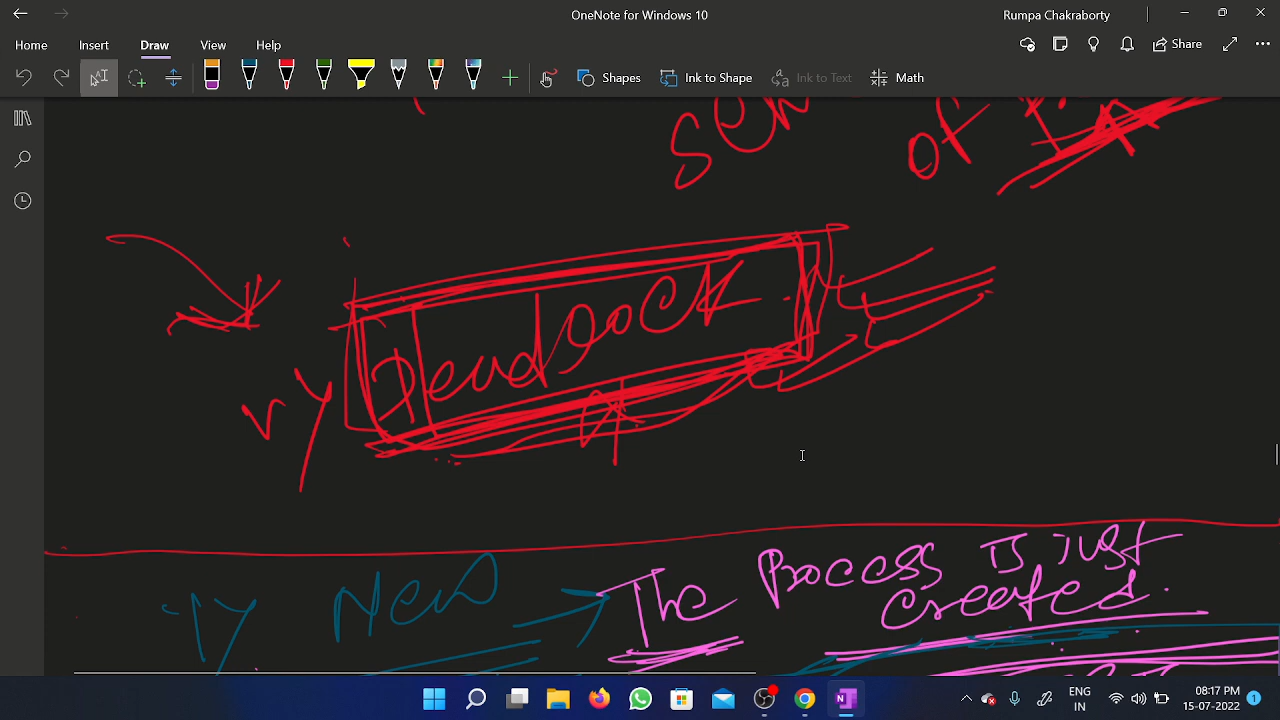 OneNote for Windows 10
Rumpa Chakraborty
Home Insert Draw View Help
Share
Shapes Ink to Shape Ink to Text Math
of
Deadlock
The Process is just
created.
New
ENG
IN
08:17 PM
15-07-2022
1